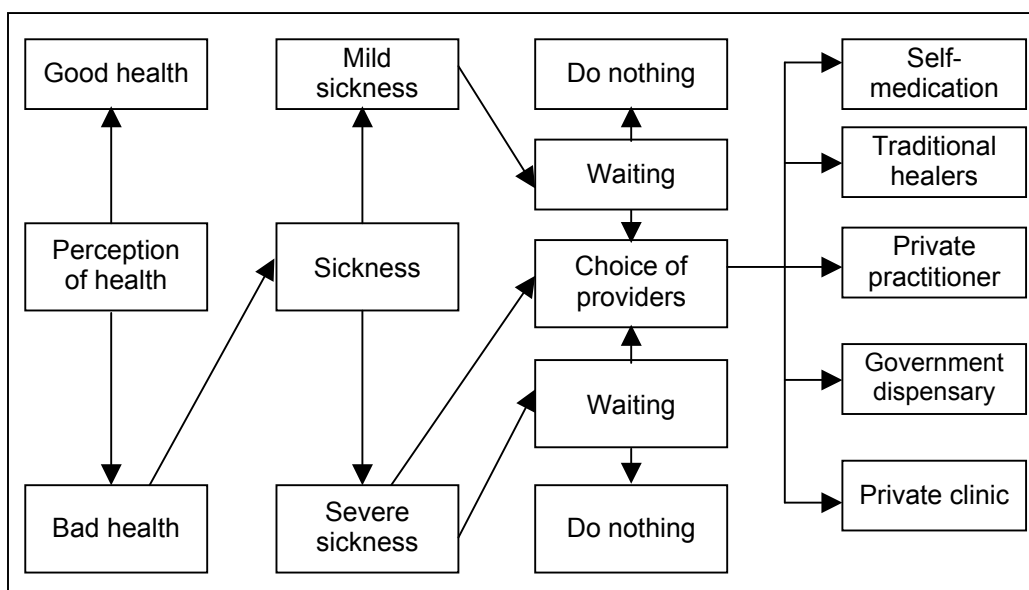 Good health
Perception
of health
Bad health
Mild
sickness
Sickness
Severe
sickness
Do nothing
Waiting
Choice of
providers
Waiting
Do nothing
Self-
medication
Traditional
healers
Private
practitioner
Government
dispensary
Private clinic